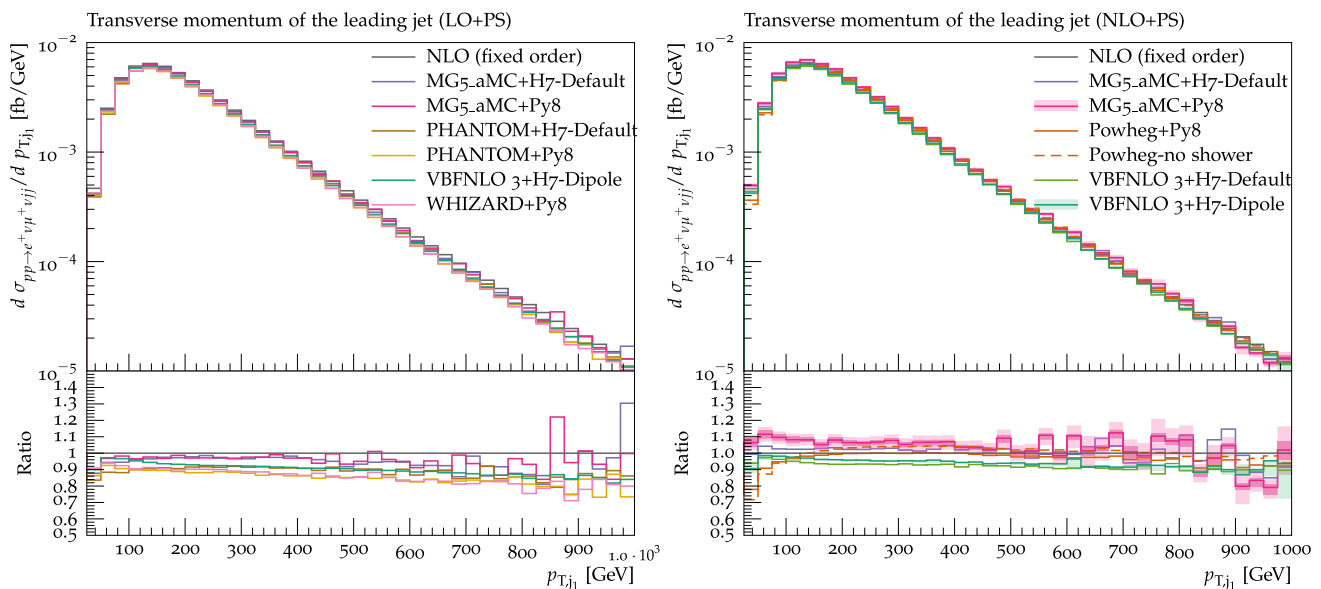 Transverse momentum of the leading jet (LO+PS)
10⁻²
10⁻³
10⁻⁴
10⁻⁵
d σ_{pp→e⁺νμ⁺νjj}/d p_{T,j₁} [fb/GeV]
NLO (fixed order)
MG5_aMC+H7-Default
MG5_aMC+Py8
PHANTOM+H7-Default
PHANTOM+Py8
VBFNLO 3+H7-Dipole
WHIZARD+Py8
1.4
1.3
1.2
1.1
1.0
0.9
0.8
0.7
0.6
0.5
Ratio
100 200 300 400 500 600 700 800 900 1.0 · 10³
p_{T,j₁} [GeV]
Transverse momentum of the leading jet (NLO+PS)
10⁻²
10⁻³
10⁻⁴
10⁻⁵
d σ_{pp→e⁺νμ⁺νjj}/d p_{T,j₁} [fb/GeV]
NLO (fixed order)
MG5_aMC+H7-Default
MG5_aMC+Py8
Powheg+Py8
Powheg-no shower
VBFNLO 3+H7-Default
VBFNLO 3+H7-Dipole
1.4
1.3
1.2
1.1
1.0
0.9
0.8
0.7
0.6
0.5
Ratio
100 200 300 400 500 600 700 800 900 1000
p_{T,j₁} [GeV]